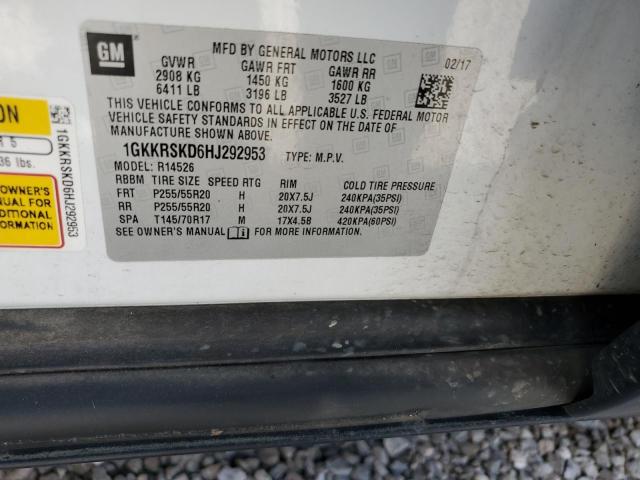 GM
MFD BY GENERAL MOTORS LLC 02/17
GVWR GAWR FRT GAWR RR
2908 KG 1450 KG 1600 KG
6411 LB 3196 LB 3527 LB
THIS VEHICLE CONFORMS TO ALL APPLICABLE U.S. FEDERAL MOTOR
VEHICLE SAFETY STANDARDS IN EFFECT ON THE DATE OF
MANUFACTURE SHOWN ABOVE.
1GKKRSKD6HJ292953 TYPE: M.P.V.
MODEL: R14526
RBBM TIRE SIZE SPEED RTG RIM COLD TIRE PRESSURE
FRT P255/55R20 H 20X7.5J 240KPA(35PSI)
RR P255/55R20 H 20X7.5J 240KPA(35PSI)
SPA T145/70R17 M 17X4.5B 420KPA(60PSI)
SEE OWNER'S MANUAL FOR MORE INFORMATION.
ON
R 5
36 lbs.
OWNER'S
NUAL FOR
DITIONAL
ORMATION
1GKKRSKD6HJ292953